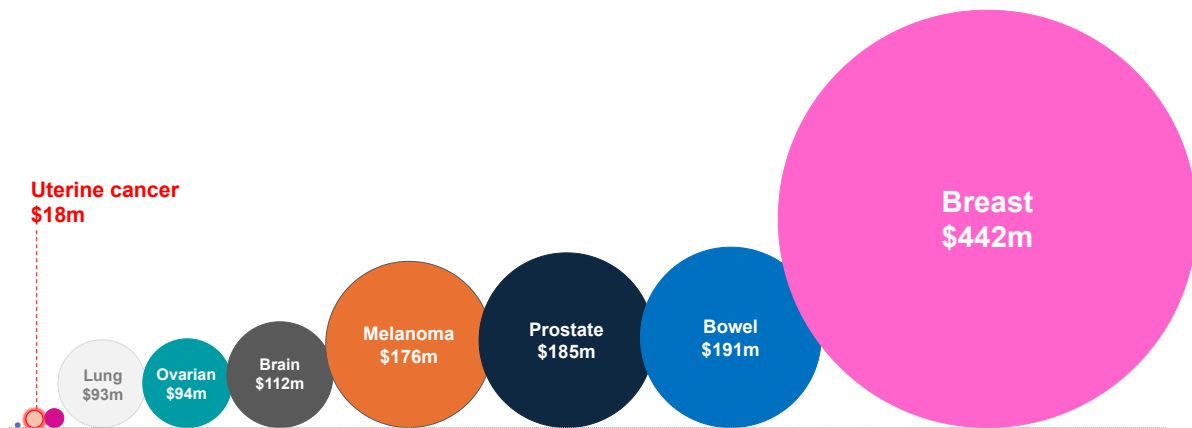 Uterine cancer
$18m
Lung
$93m
Ovarian
$94m
Brain
$112m
Melanoma
$176m
Prostate
$185m
Bowel
$191m
Breast
$442m